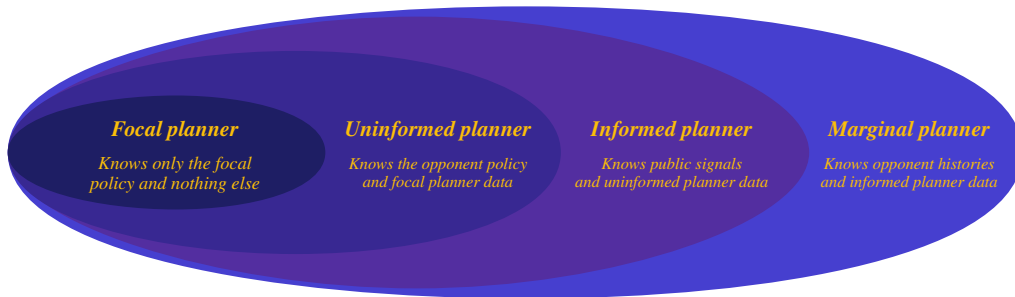 Focal planner
Knows only the focal
policy and nothing else
Uninformed planner
Knows the opponent policy
and focal planner data
Informed planner
Knows public signals
and uninformed planner data
Marginal planner
Knows opponent histories
and informed planner data